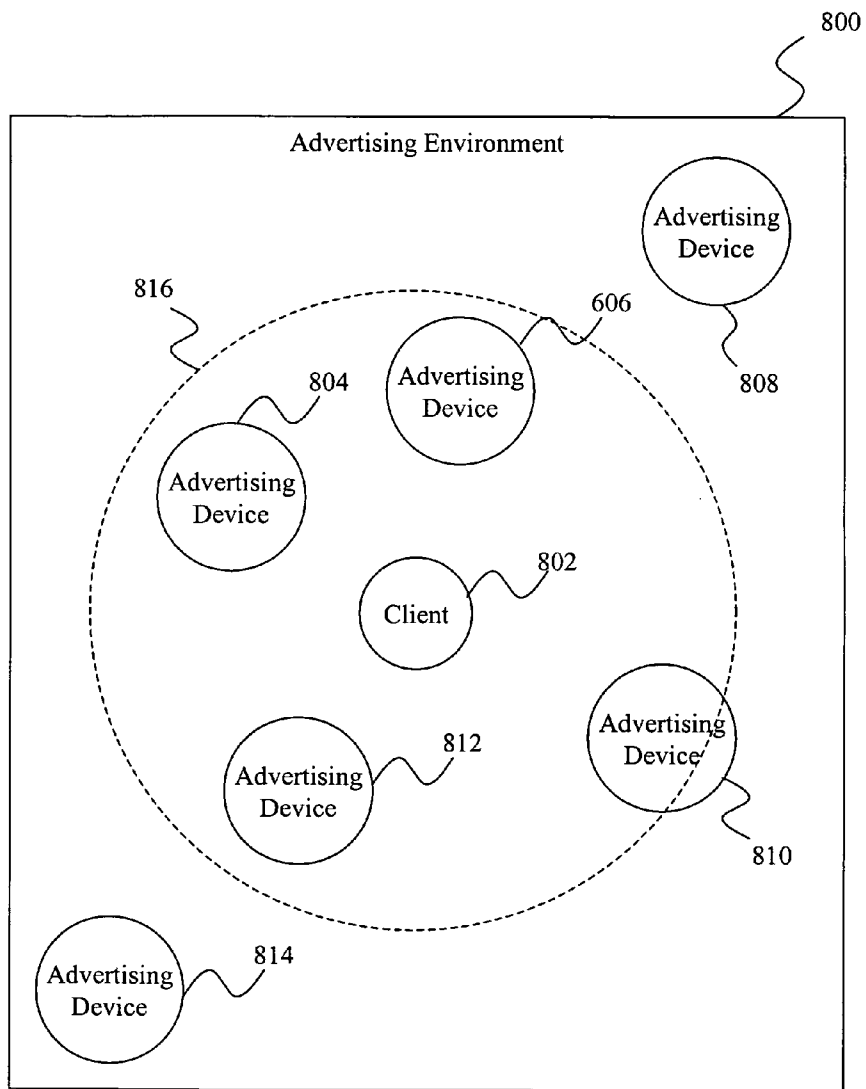 800
Advertising Environment
Advertising
Device
808
816
606
Advertising
Device
804
Advertising
Device
802
Client
Advertising
Device
810
812
Advertising
Device
814
Advertising
Device